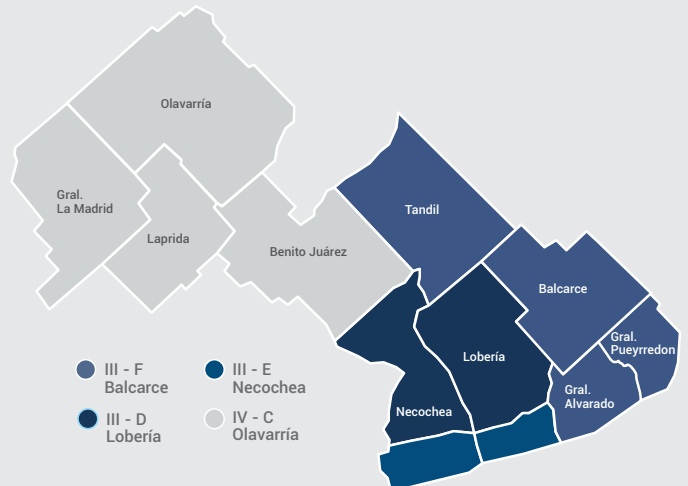 Olavarría
Gral.
La Madrid
Laprida
Benito Juárez
Tandil
Balcarce
Gral.
Pueyrredon
Lobería
Gral.
Alvarado
Necochea
III - F
Balcarce
III - E
Necochea
III - D
Lobería
IV - C
Olavarría